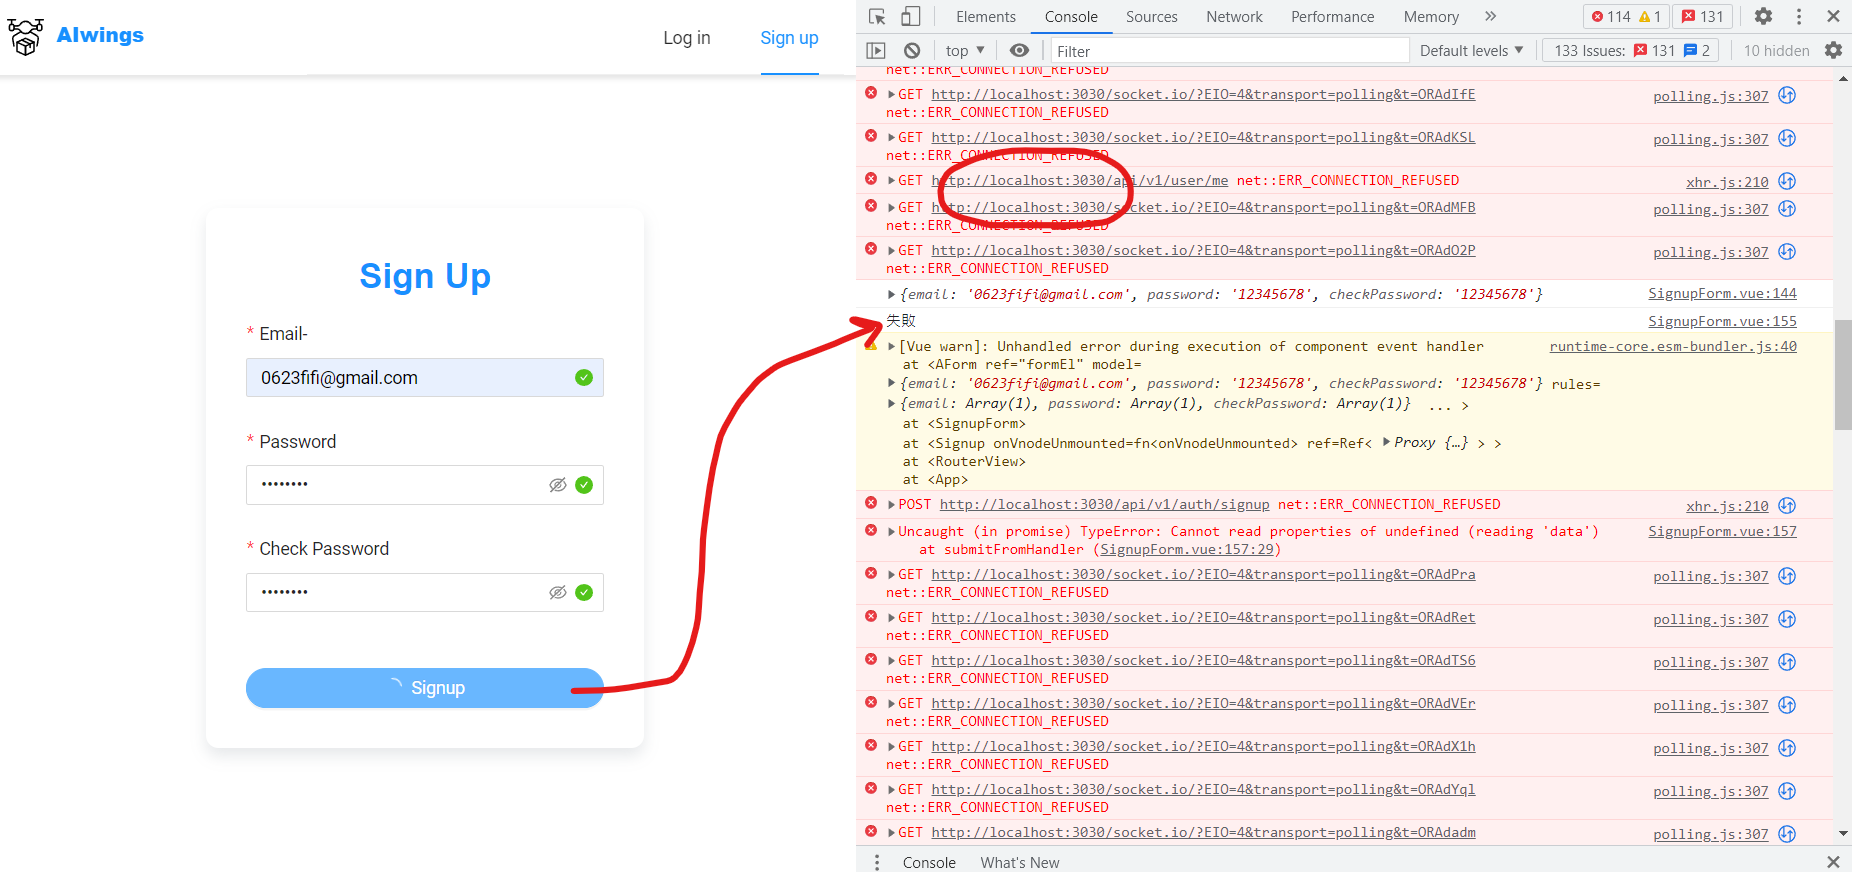 AIwings
Log in
Sign up
Sign Up
* Email-
0623fifi@gmail.com
* Password
••••••••
* Check Password
••••••••
Signup
Elements
Console
Sources
Network
Performance
Memory
»
114
1
131
top ▼
Filter
Default levels ▼
133 Issues:
131
2
10 hidden
net::ERR_CONNECTION_REFUSED
GET http://localhost:3030/socket.io/?EIO=4&transport=polling&t=ORAdIfE polling.js:307
net::ERR_CONNECTION_REFUSED
GET http://localhost:3030/socket.io/?EIO=4&transport=polling&t=ORAdKSL polling.js:307
net::ERR_CONNECTION_REFUSED
GET http://localhost:3030/api/v1/user/me net::ERR_CONNECTION_REFUSED xhr.js:210
GET http://localhost:3030/socket.io/?EIO=4&transport=polling&t=ORAdMFB polling.js:307
net::ERR_CONNECTION_REFUSED
GET http://localhost:3030/socket.io/?EIO=4&transport=polling&t=ORAdO2P polling.js:307
net::ERR_CONNECTION_REFUSED
{email: '0623fifi@gmail.com', password: '12345678', checkPassword: '12345678'} SignupForm.vue:144
失敗 SignupForm.vue:155
[Vue warn]: Unhandled error during execution of component event handler runtime-core.esm-bundler.js:40
at <AForm ref="formEl" model=
{email: '0623fifi@gmail.com', password: '12345678', checkPassword: '12345678'} rules=
{email: Array(1), password: Array(1), checkPassword: Array(1)} ... >
at <SignupForm>
at <Signup onVnodeUnmounted=fn<onVnodeUnmounted> ref=Ref< Proxy {…} > >
at <RouterView>
at <App>
POST http://localhost:3030/api/v1/auth/signup net::ERR_CONNECTION_REFUSED xhr.js:210
Uncaught (in promise) TypeError: Cannot read properties of undefined (reading 'data') SignupForm.vue:157
at submitFromHandler (SignupForm.vue:157:29)
GET http://localhost:3030/socket.io/?EIO=4&transport=polling&t=ORAdPra polling.js:307
net::ERR_CONNECTION_REFUSED
GET http://localhost:3030/socket.io/?EIO=4&transport=polling&t=ORAdRet polling.js:307
net::ERR_CONNECTION_REFUSED
GET http://localhost:3030/socket.io/?EIO=4&transport=polling&t=ORAdTS6 polling.js:307
net::ERR_CONNECTION_REFUSED
GET http://localhost:3030/socket.io/?EIO=4&transport=polling&t=ORAdVEr polling.js:307
net::ERR_CONNECTION_REFUSED
GET http://localhost:3030/socket.io/?EIO=4&transport=polling&t=ORAdX1h polling.js:307
net::ERR_CONNECTION_REFUSED
GET http://localhost:3030/socket.io/?EIO=4&transport=polling&t=ORAdYql polling.js:307
net::ERR_CONNECTION_REFUSED
GET http://localhost:3030/socket.io/?EIO=4&transport=polling&t=ORAdadm polling.js:307
Console
What's New